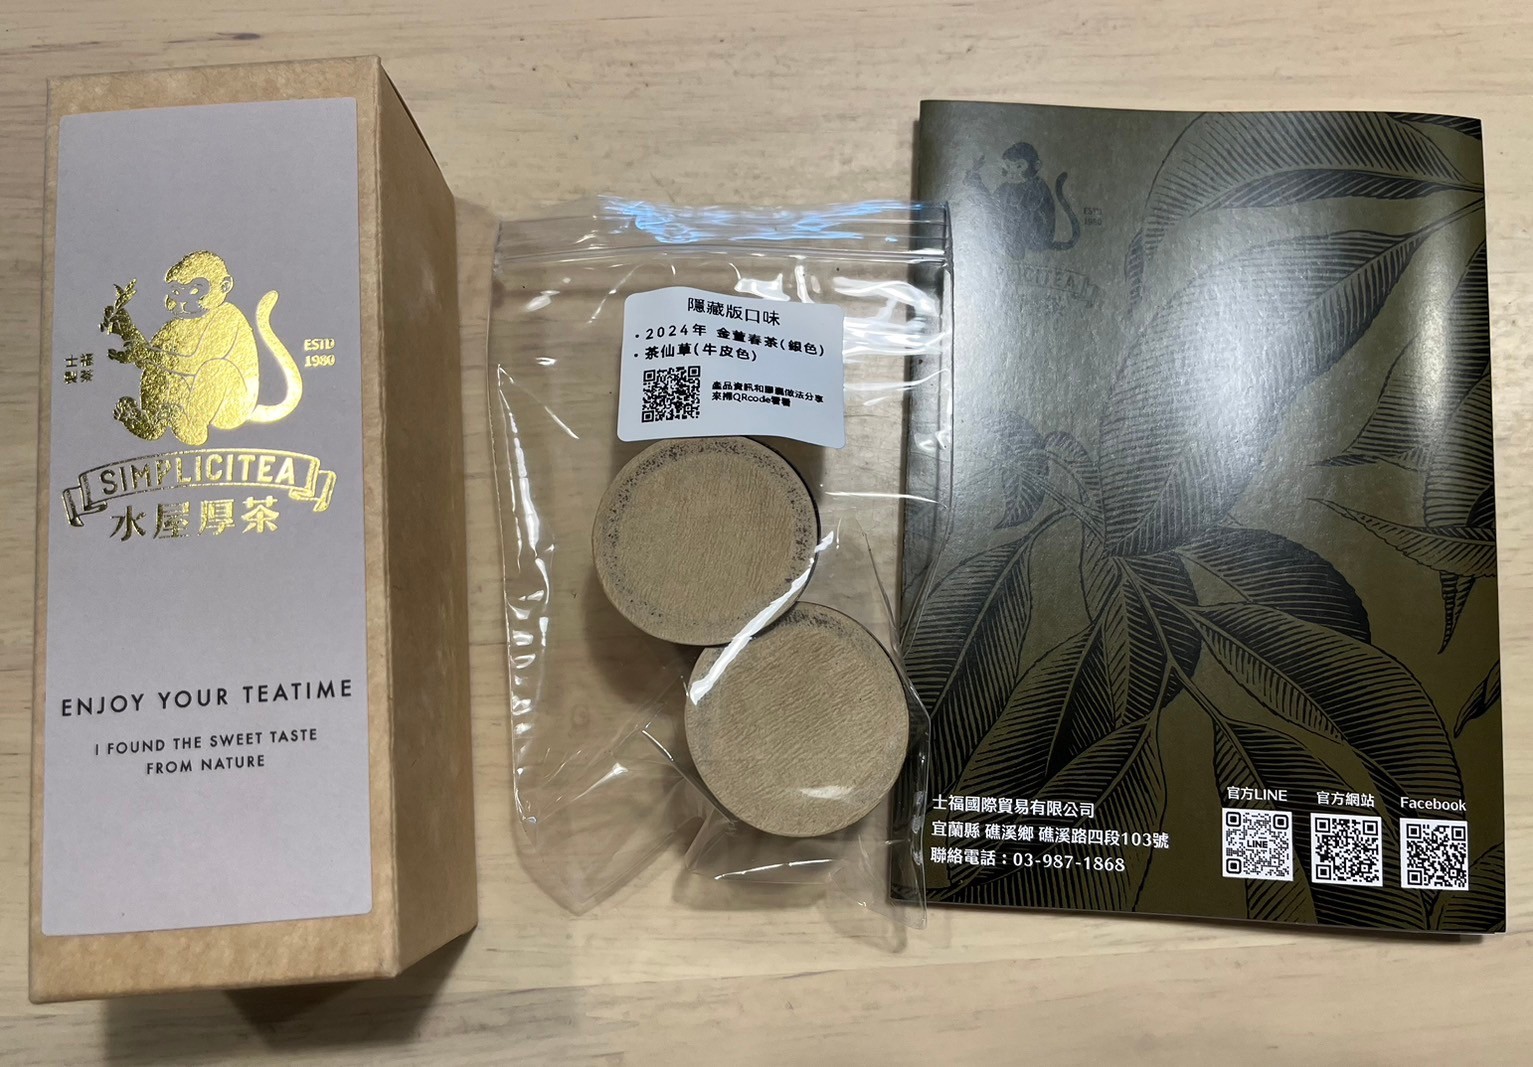 士福
製茶
ESTD
1980
SIMPLICITEA
水屋厚茶
ENJOY YOUR TEATIME
I FOUND THE SWEET TASTE
FROM NATURE
隱藏版口味
・2024年 金萱春茶(銀色)
・茶仙草(牛皮色)
產品資訊和隱藏做法分享
來掃QRcode看看
士福國際貿易有限公司
宜蘭縣 礁溪鄉 礁溪路四段103號
聯絡電話：03-987-1868
官方LINE
官方網站
Facebook
LINE